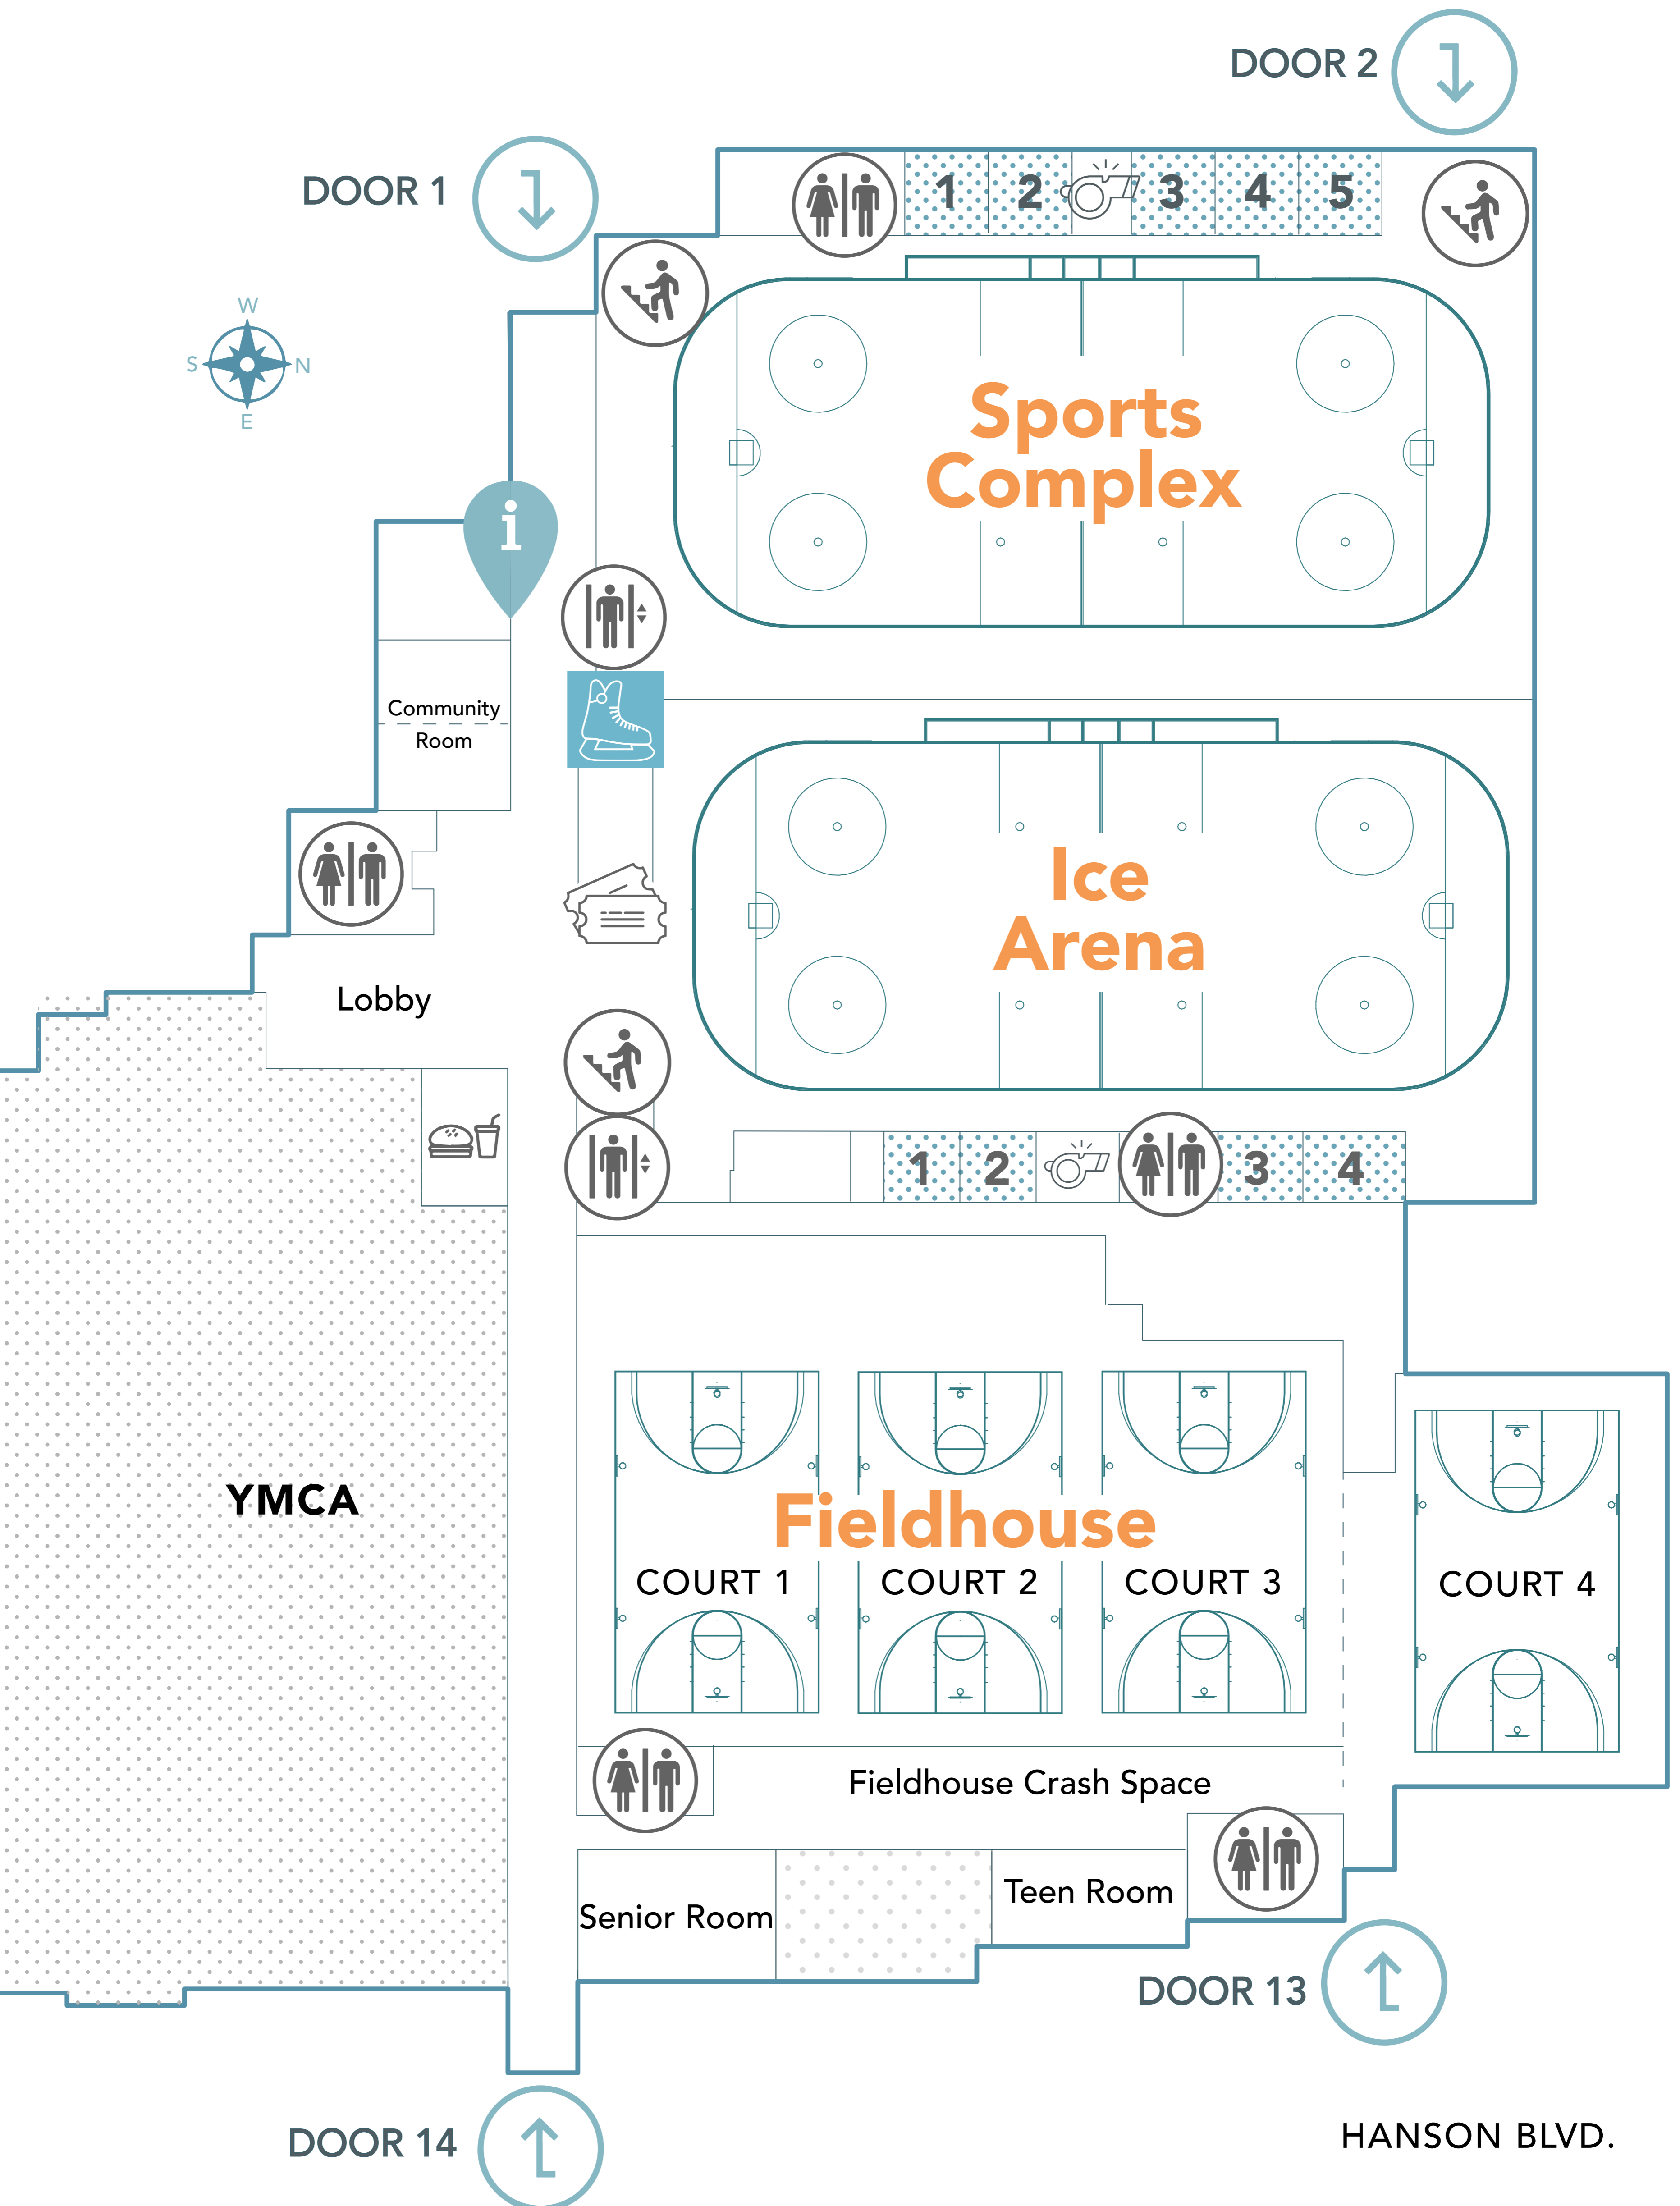 DOOR 2
DOOR 1
1 2 3 4 5
W
S N
E
Sports
Complex
i
Community
Room
Ice
Arena
Lobby
1 2 3 4
YMCA
Fieldhouse
COURT 1 COURT 2 COURT 3 COURT 4
Fieldhouse Crash Space
Teen Room
Senior Room
DOOR 13
HANSON BLVD.
DOOR 14